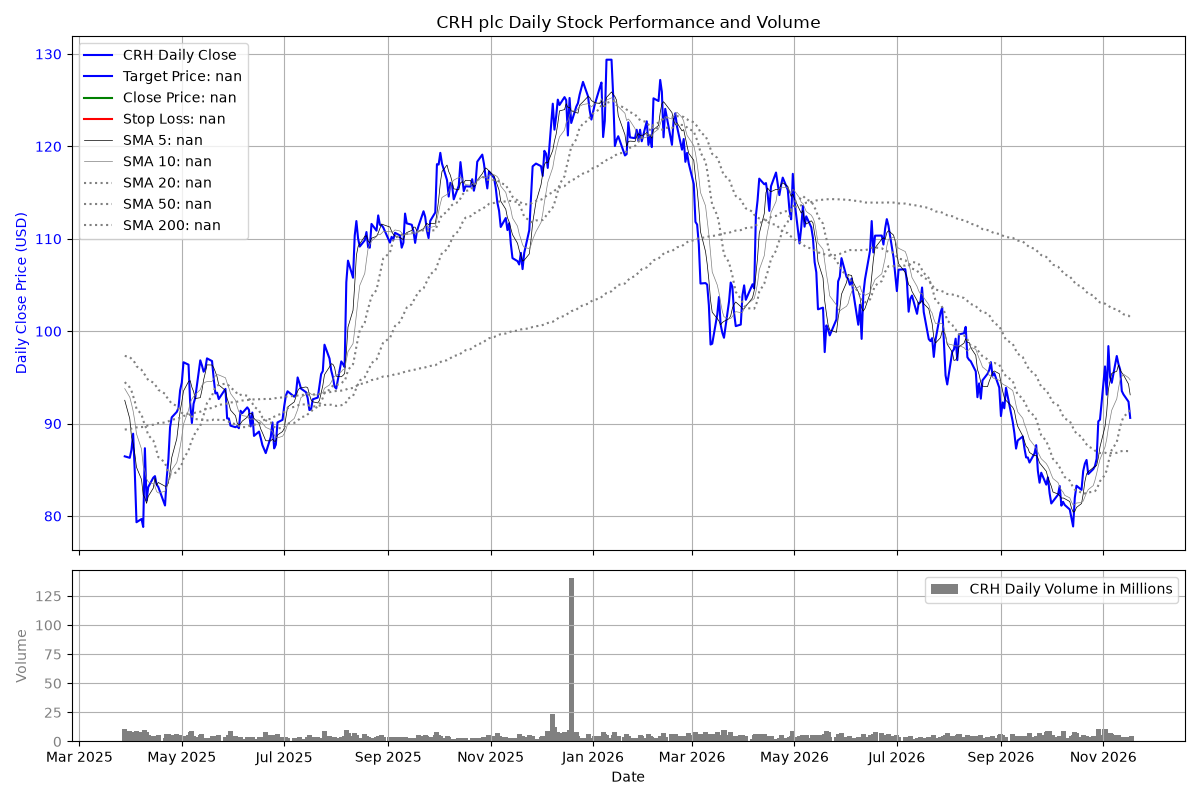 CRH plc Daily Stock Performance and Volume
CRH Daily Close
Target Price: nan
Close Price: nan
Stop Loss: nan
SMA 5: nan
SMA 10: nan
SMA 20: nan
SMA 50: nan
SMA 200: nan
Daily Close Price (USD)
130
120
110
100
90
80
CRH Daily Volume in Millions
Volume
125
100
75
50
25
0
Mar 2025 May 2025 Jul 2025 Sep 2025 Nov 2025 Jan 2026 Mar 2026 May 2026 Jul 2026 Sep 2026 Nov 2026
Date